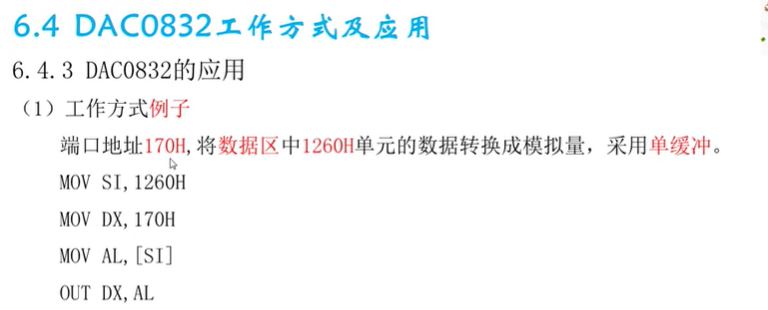 6.4 DAC0832工作方式及应用
6.4.3 DAC0832的应用
（1）工作方式例子
端口地址170H,将数据区中1260H单元的数据转换成模拟量，采用单缓冲。
MOV SI,1260H
MOV DX,170H
MOV AL,[SI]
OUT DX,AL